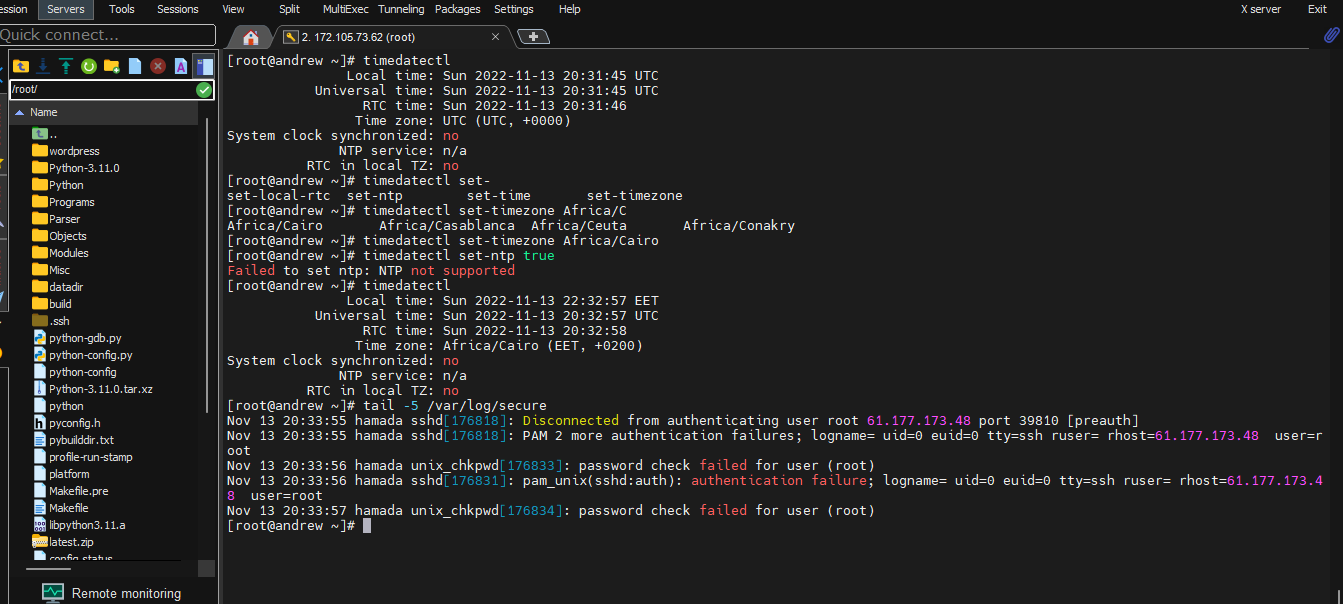 ession Servers Tools Sessions View Split MultiExec Tunneling Packages Settings Help X server Exit
Quick connect...
2. 172.105.73.62 (root)
/root/
Name
..
wordpress
Python-3.11.0
Python
Programs
Parser
Objects
Modules
Misc
datadir
build
.ssh
python-gdb.py
python-config.py
python-config
Python-3.11.0.tar.xz
python
pyconfig.h
pybuilddir.txt
profile-run-stamp
platform
Makefile.pre
Makefile
libpython3.11.a
latest.zip
config.status
Remote monitoring
[root@andrew ~]# timedatectl
Local time: Sun 2022-11-13 20:31:45 UTC
Universal time: Sun 2022-11-13 20:31:45 UTC
RTC time: Sun 2022-11-13 20:31:46
Time zone: UTC (UTC, +0000)
System clock synchronized: no
NTP service: n/a
RTC in local TZ: no
[root@andrew ~]# timedatectl set-
set-local-rtc set-ntp set-time set-timezone
[root@andrew ~]# timedatectl set-timezone Africa/C
Africa/Cairo Africa/Casablanca Africa/Ceuta Africa/Conakry
[root@andrew ~]# timedatectl set-timezone Africa/Cairo
[root@andrew ~]# timedatectl set-ntp true
Failed to set ntp: NTP not supported
[root@andrew ~]# timedatectl
Local time: Sun 2022-11-13 22:32:57 EET
Universal time: Sun 2022-11-13 20:32:57 UTC
RTC time: Sun 2022-11-13 20:32:58
Time zone: Africa/Cairo (EET, +0200)
System clock synchronized: no
NTP service: n/a
RTC in local TZ: no
[root@andrew ~]# tail -5 /var/log/secure
Nov 13 20:33:55 hamada sshd[176818]: Disconnected from authenticating user root 61.177.173.48 port 39810 [preauth]
Nov 13 20:33:55 hamada sshd[176818]: PAM 2 more authentication failures; logname= uid=0 euid=0 tty=ssh ruser= rhost=61.177.173.48  user=r
oot
Nov 13 20:33:56 hamada unix_chkpwd[176833]: password check failed for user (root)
Nov 13 20:33:56 hamada sshd[176831]: pam_unix(sshd:auth): authentication failure; logname= uid=0 euid=0 tty=ssh ruser= rhost=61.177.173.4
8  user=root
Nov 13 20:33:57 hamada unix_chkpwd[176834]: password check failed for user (root)
[root@andrew ~]#